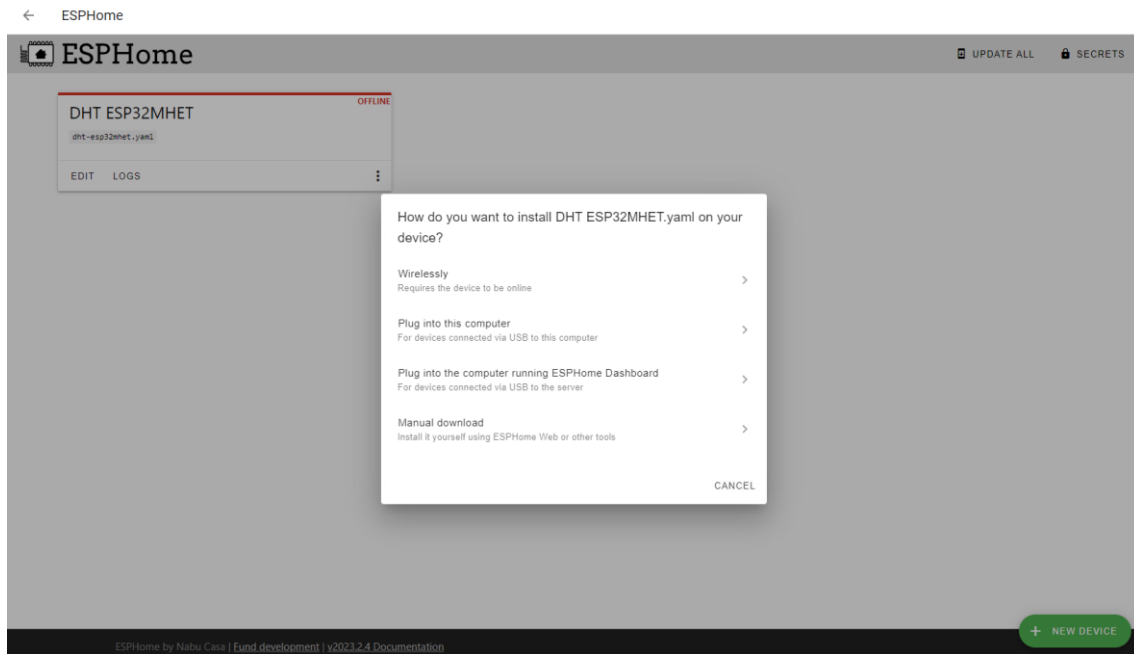 ESPHome
ESPHome
UPDATE ALL
SECRETS
OFFLINE
DHT ESP32MHET
dht-esp32mhet.yaml
EDIT LOGS
How do you want to install DHT ESP32MHET.yaml on your
device?
Wirelessly
Requires the device to be online
Plug into this computer
For devices connected via USB to this computer
Plug into the computer running ESPHome Dashboard
For devices connected via USB to the server
Manual download
Install it yourself using ESPHome Web or other tools
CANCEL
+ NEW DEVICE
ESPHome by Nabu Casa | Fund development | v2023.2.4 Documentation